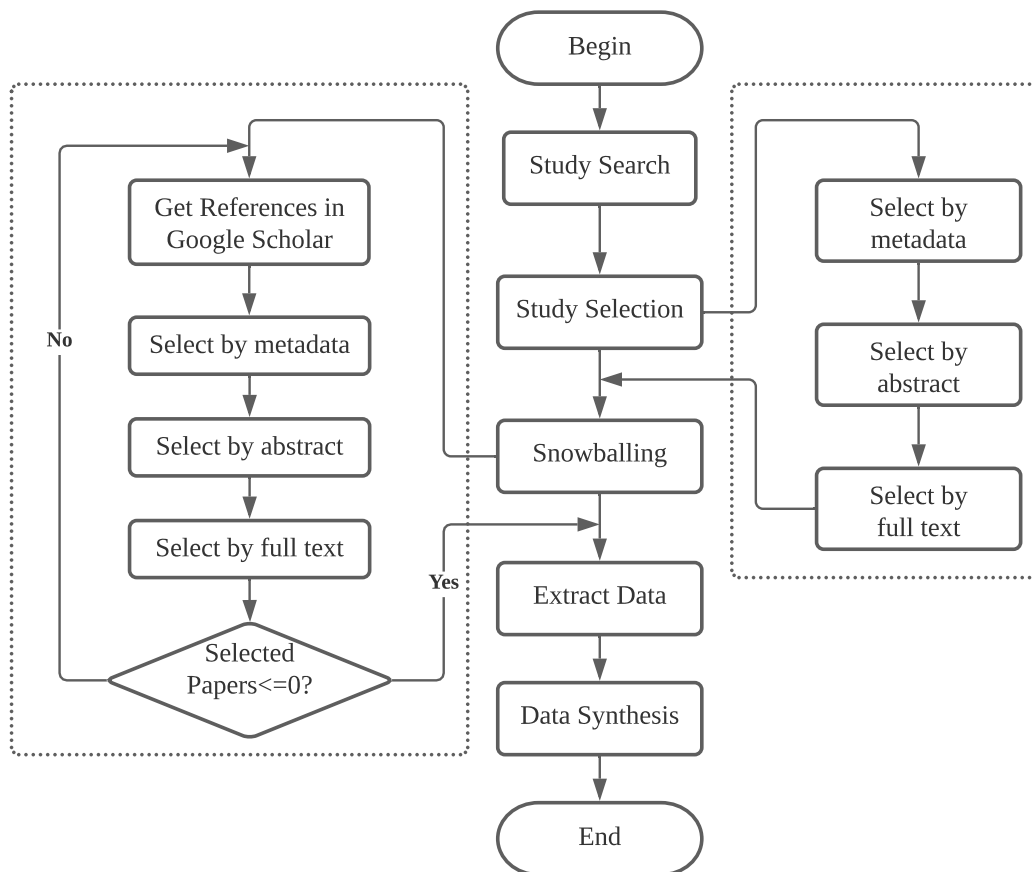 Begin
Study Search
Study Selection
Snowballing
Extract Data
Data Synthesis
End
Get References in
Google Scholar
Select by metadata
Select by abstract
Select by full text
Selected
Papers<=0?
No
Yes
Select by
metadata
Select by
abstract
Select by
full text